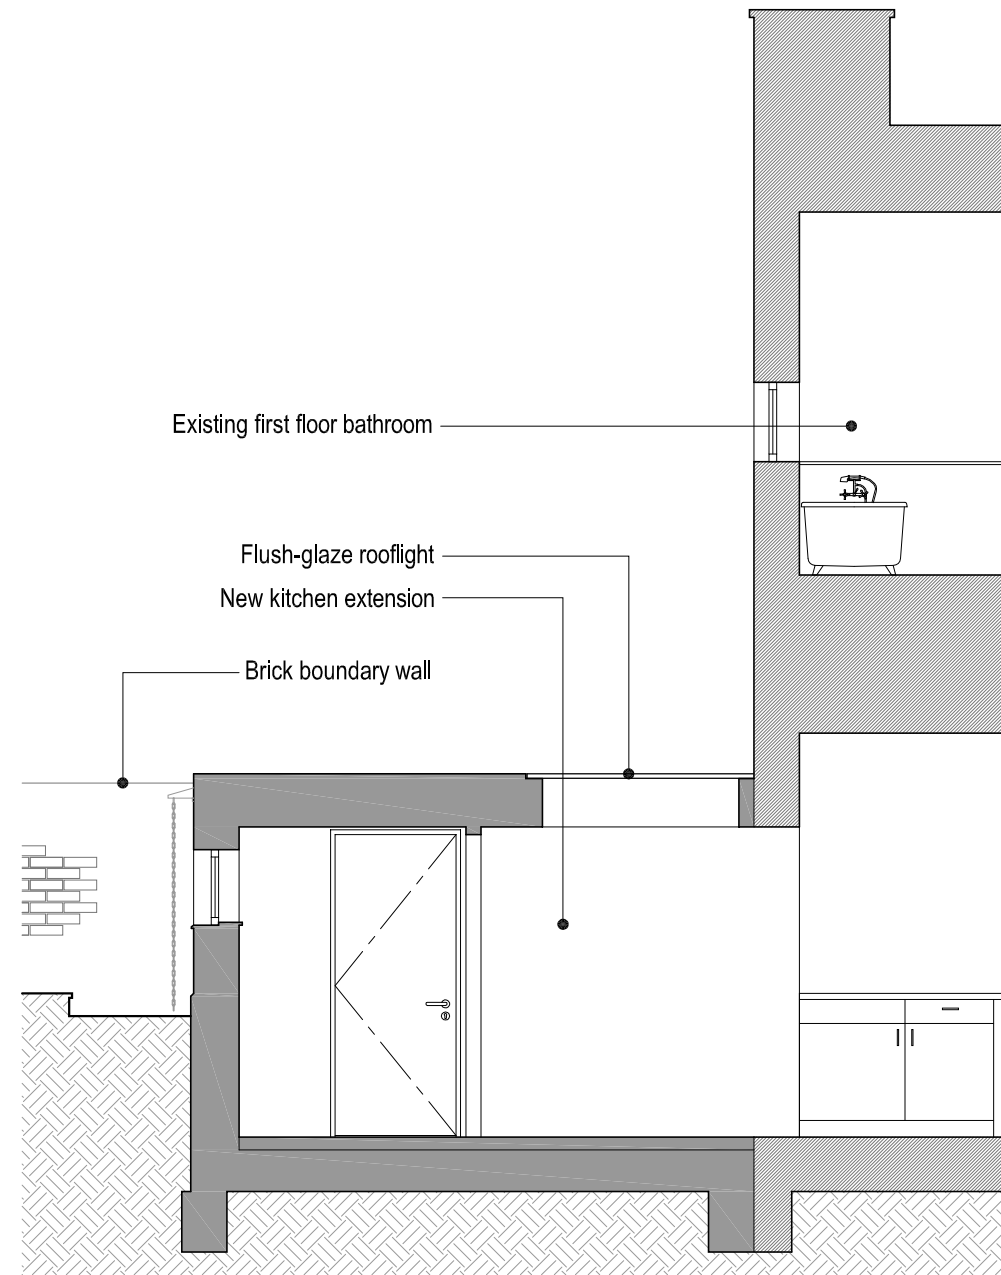 Existing first floor bathroom
Flush-glaze rooflight
New kitchen extension
Brick boundary wall